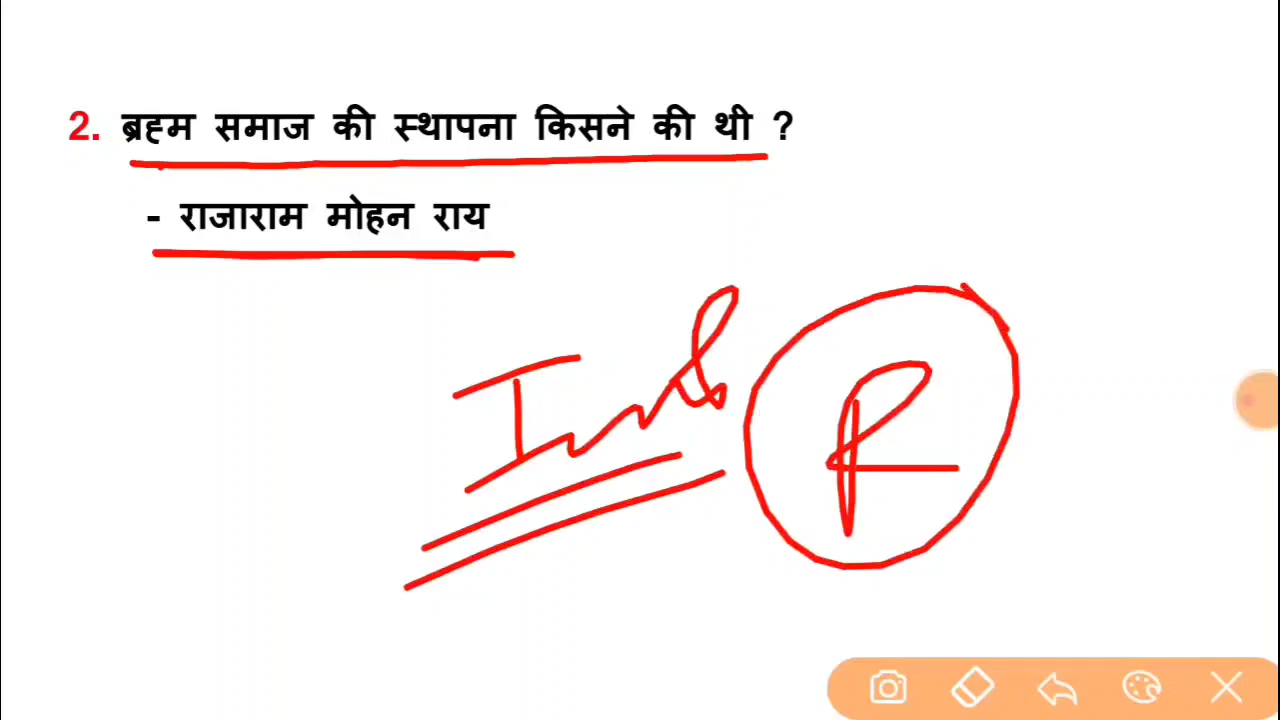 2. ब्रह्म समाज की स्थापना किसने की थी ?
- राजाराम मोहन राय